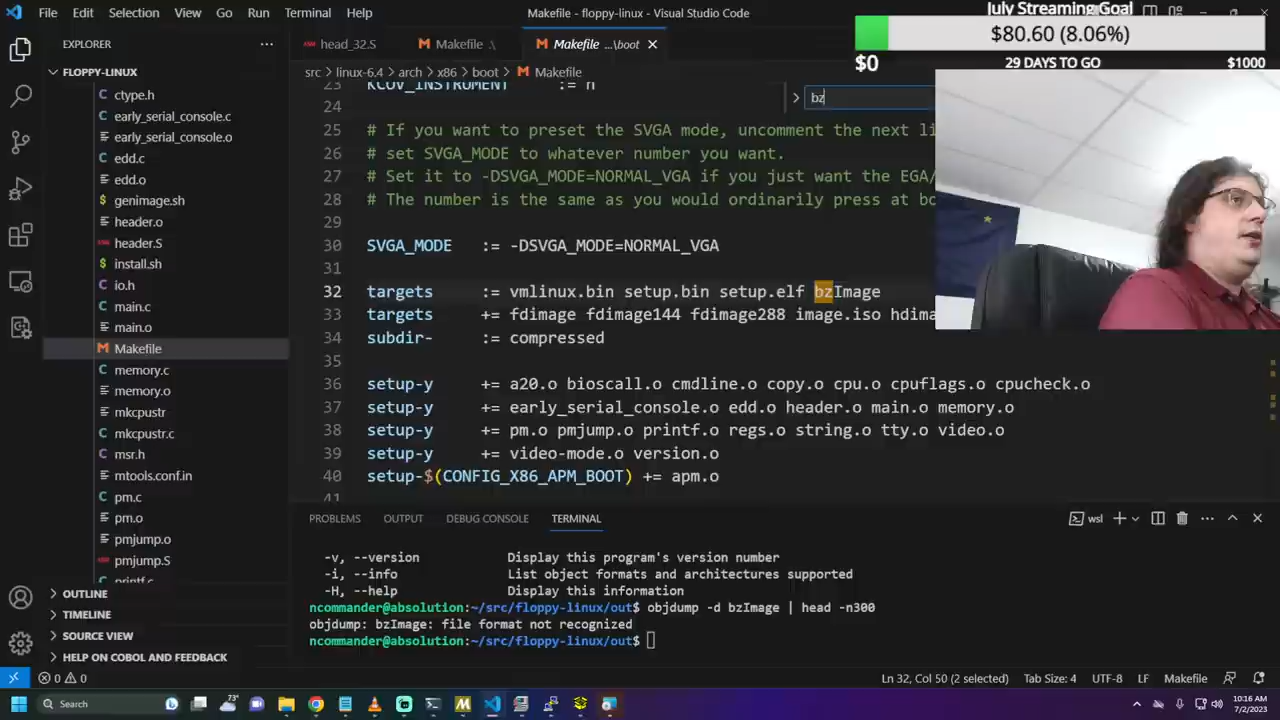 File Edit Selection View Go Run Terminal Help
Makefile - floppy-linux - Visual Studio Code
July Streaming Goal
$80.60 (8.06%)
$0 29 DAYS TO GO $1000
EXPLORER
FLOPPY-LINUX
ctype.h
early_serial_console.c
early_serial_console.o
edd.c
edd.o
genimage.sh
header.o
header.S
install.sh
io.h
main.c
main.o
Makefile
memory.c
memory.o
mkcpustr
mkcpustr.c
msr.h
mtools.conf.in
pm.c
pm.o
pmjump.o
pmjump.S
printf.c
OUTLINE
TIMELINE
SOURCE VIEW
HELP ON COBOL AND FEEDBACK
head_32.S Makefile .\ Makefile ...\boot
src > linux-6.4 > arch > x86 > boot > Makefile
bz
23 KCOV_INSTRUMENT := n
24
25 # If you want to preset the SVGA mode, uncomment the next li
26 # set SVGA_MODE to whatever number you want.
27 # Set it to -DSVGA_MODE=NORMAL_VGA if you just want the EGA/
28 # The number is the same as you would ordinarily press at bo
29
30 SVGA_MODE := -DSVGA_MODE=NORMAL_VGA
31
32 targets := vmlinux.bin setup.bin setup.elf bzImage
33 targets += fdimage fdimage144 fdimage288 image.iso hdima
34 subdir- := compressed
35
36 setup-y += a20.o bioscall.o cmdline.o copy.o cpu.o cpuflags.o cpucheck.o
37 setup-y += early_serial_console.o edd.o header.o main.o memory.o
38 setup-y += pm.o pmjump.o printf.o regs.o string.o tty.o video.o
39 setup-y += video-mode.o version.o
40 setup-$(CONFIG_X86_APM_BOOT) += apm.o
41
PROBLEMS OUTPUT DEBUG CONSOLE TERMINAL
wsl
-v, --version Display this program's version number
-i, --info List object formats and architectures supported
-H, --help Display this information
ncommander@absolution:~/src/floppy-linux/out$ objdump -d bzImage | head -n300
objdump: bzImage: file format not recognized
ncommander@absolution:~/src/floppy-linux/out$
0 0 Ln 32, Col 50 (2 selected) Tab Size: 4 UTF-8 LF Makefile
Search 73° 10:16 AM
7/2/2023